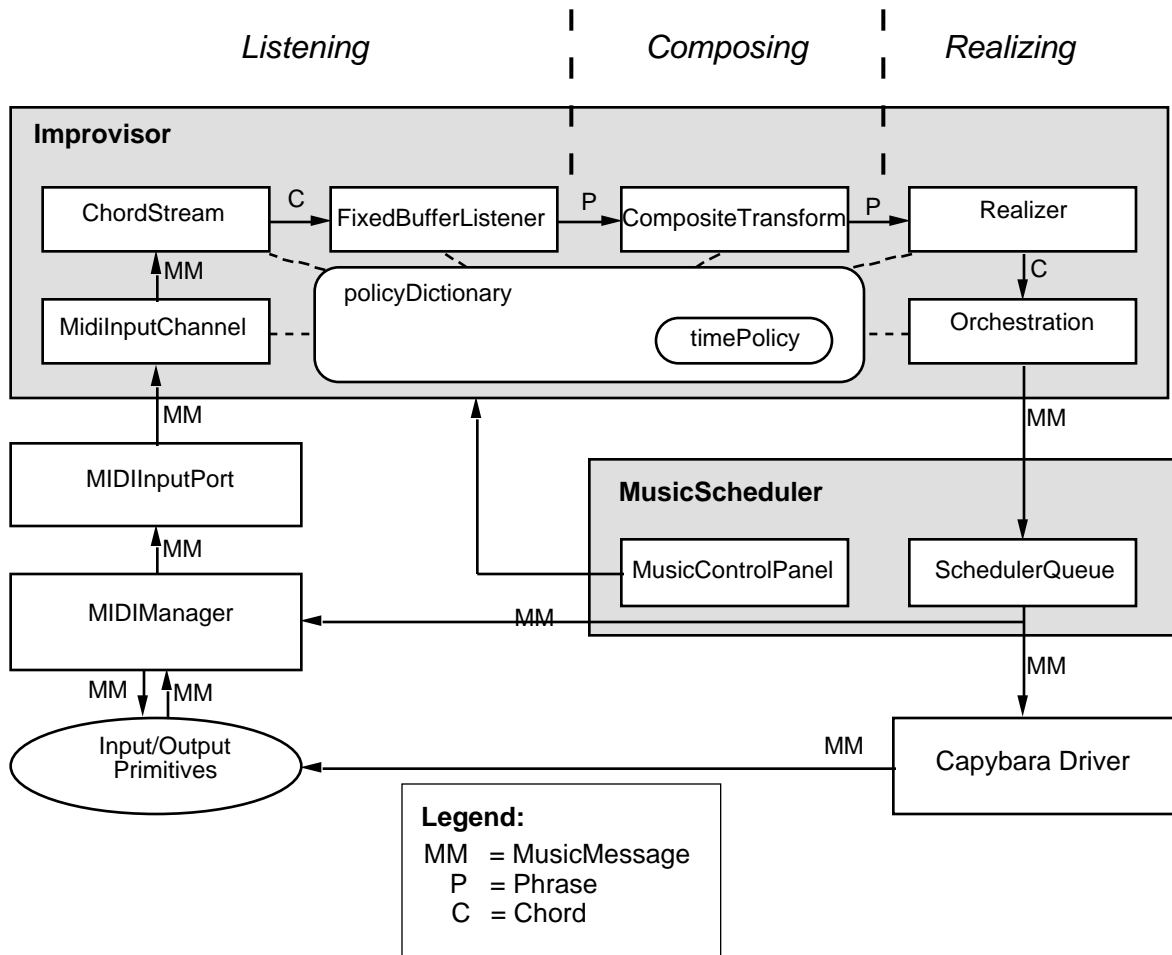 Listening
Composing
Realizing
Improvisor
ChordStream
C
FixedBufferListener
P
CompositeTransform
P
Realizer
MM
C
policyDictionary
MidiInputChannel
timePolicy
Orchestration
MM
MM
MIDIInputPort
MusicScheduler
MM
MusicControlPanel
SchedulerQueue
MIDIManager
MM
MM
MM
MM
Input/Output
Primitives
MM
Capybara Driver
Legend:
MM = MusicMessage
P = Phrase
C = Chord